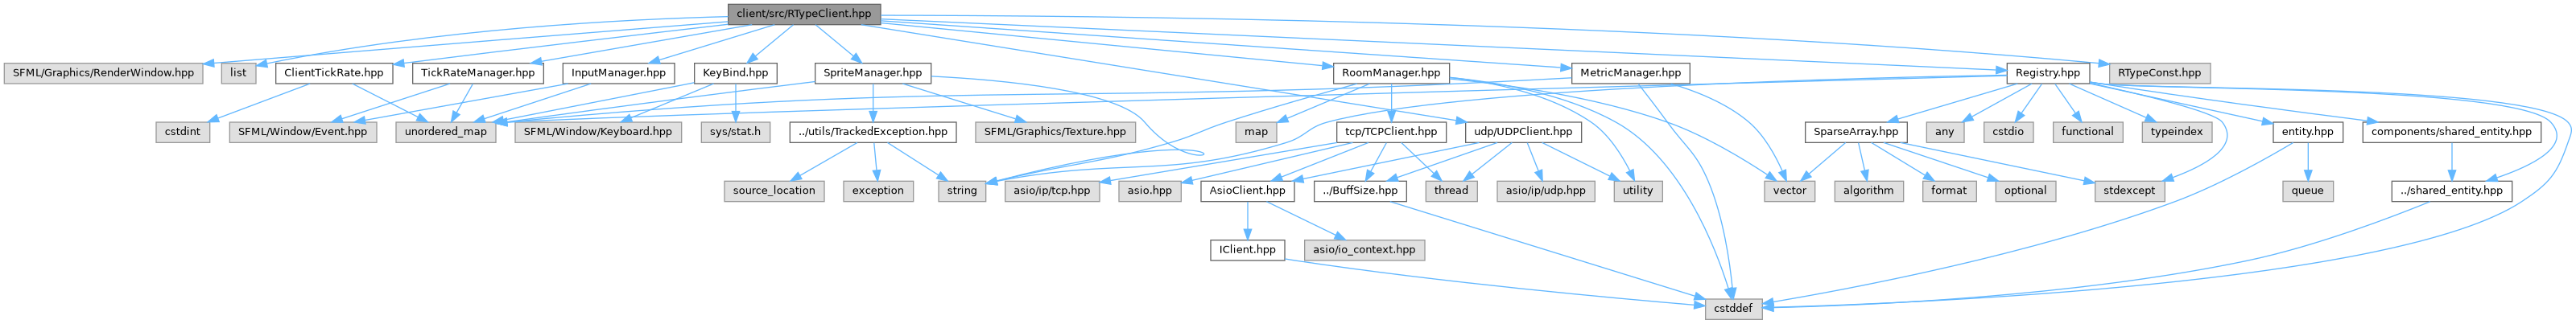 client/src/RTypeClient.hpp
SFML/Graphics/RenderWindow.hpp
list
ClientTickRate.hpp
TickRateManager.hpp
InputManager.hpp
KeyBind.hpp
SpriteManager.hpp
RoomManager.hpp
MetricManager.hpp
Registry.hpp
RTypeConst.hpp
cstdint
SFML/Window/Event.hpp
unordered_map
SFML/Window/Keyboard.hpp
sys/stat.h
../utils/TrackedException.hpp
SFML/Graphics/Texture.hpp
map
tcp/TCPClient.hpp
udp/UDPClient.hpp
SparseArray.hpp
any
cstdio
functional
typeindex
entity.hpp
components/shared_entity.hpp
source_location
exception
string
asio/ip/tcp.hpp
asio.hpp
AsioClient.hpp
../BuffSize.hpp
thread
asio/ip/udp.hpp
utility
vector
algorithm
format
optional
stdexcept
queue
../shared_entity.hpp
IClient.hpp
asio/io_context.hpp
cstddef